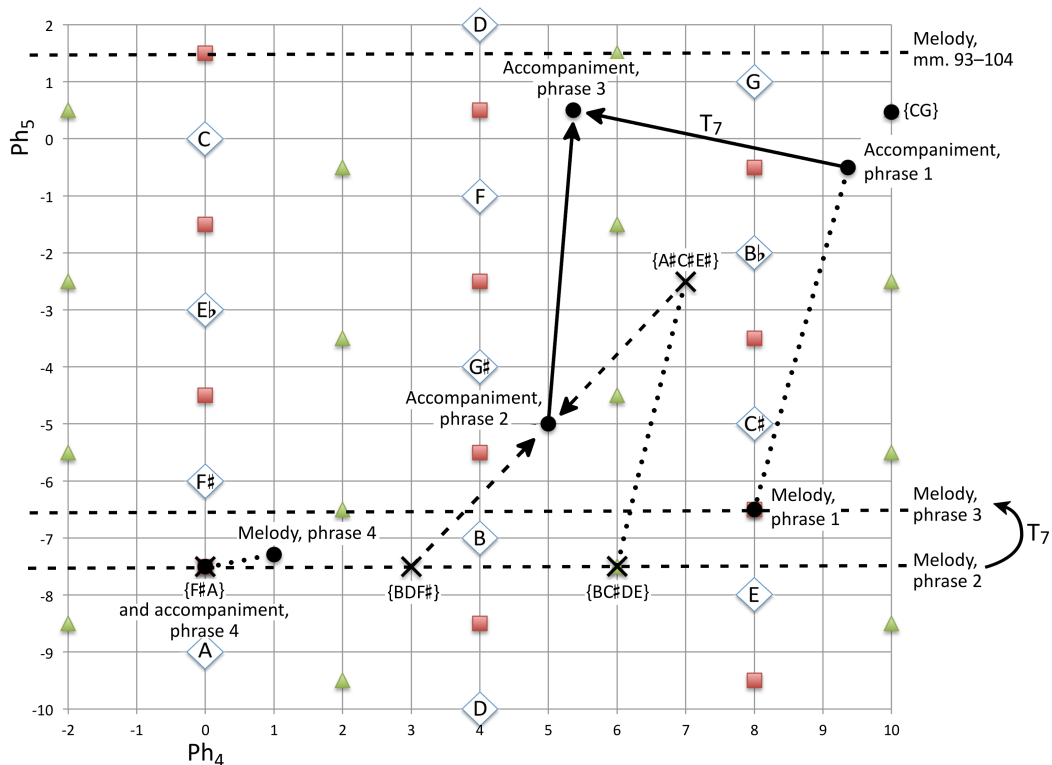 2
D
Melody,
mm. 93–104
Accompaniment,
phrase 3
1
G
Ph5
{CG}
0
C
T7
Accompaniment,
phrase 1
-1
F
-2
B♭
{A♯C♯E♯}
-3
E♭
-4
G♯
Accompaniment,
phrase 2
-5
C♯
-6
F♯
Melody,
phrase 1
Melody,
phrase 3
-7
Melody, phrase 4
B
T7
Melody,
phrase 2
-8
{F♯A}
{BDF♯}
{BC♯DE}
E
and accompaniment,
phrase 4
-9
A
-10
D
-2 -1 0 1 2 3 4 5 6 7 8 9 10
Ph4